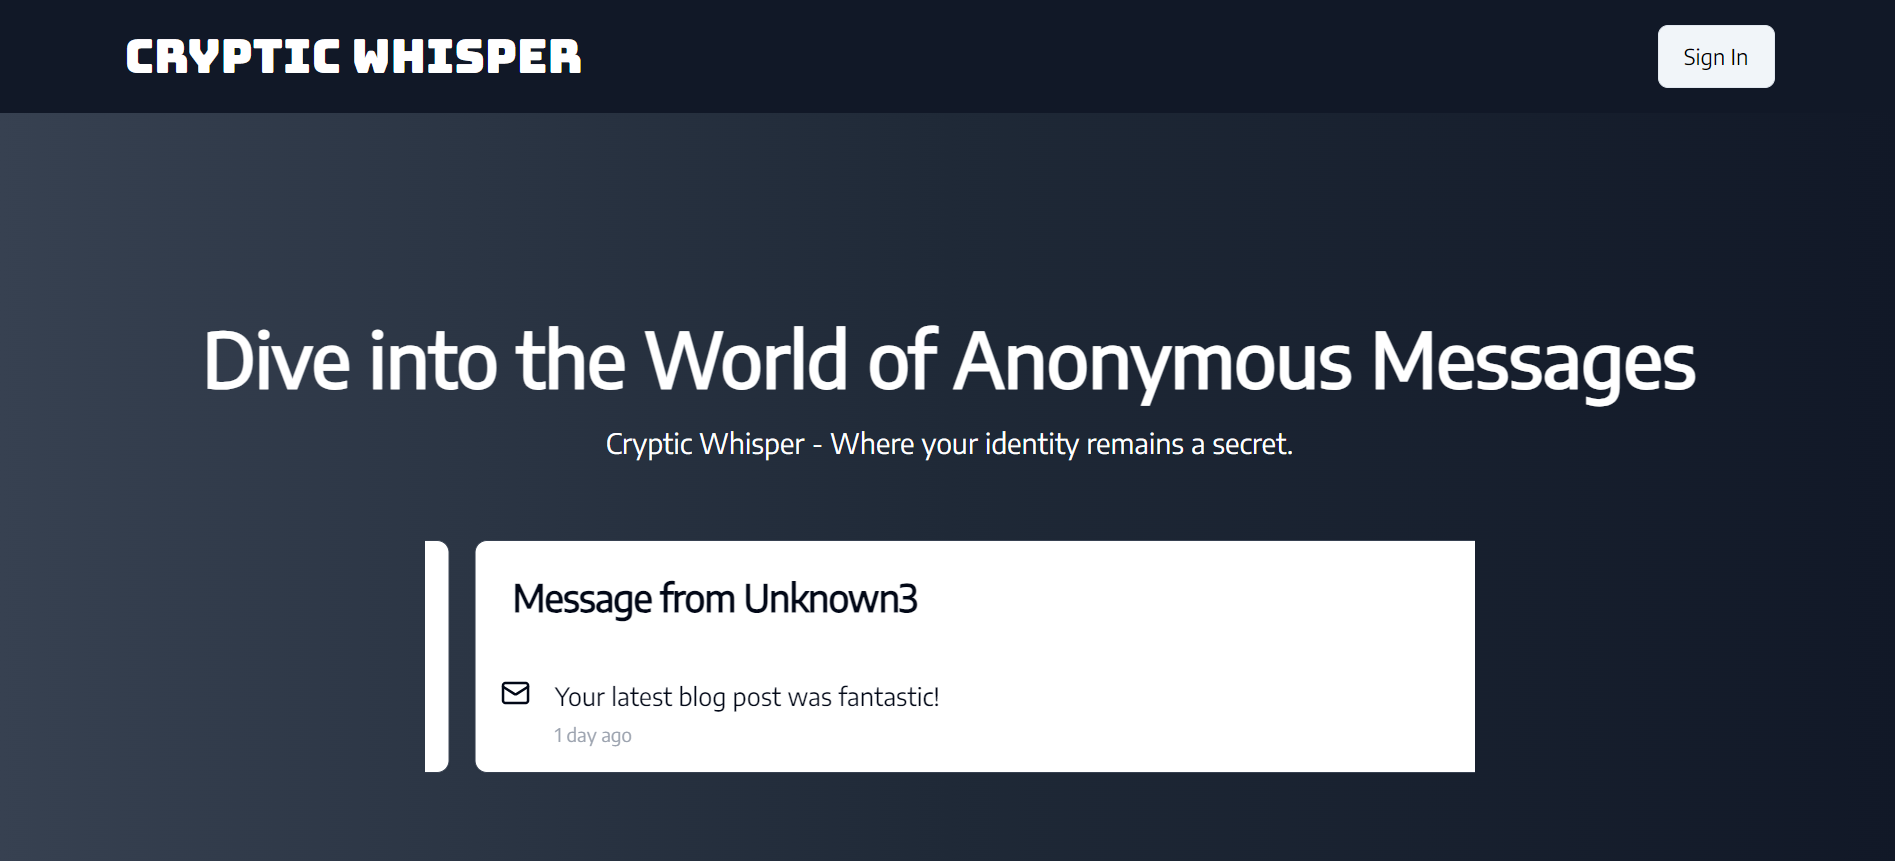 CRYPTIC WHISPER
Sign In
Dive into the World of Anonymous Messages
Cryptic Whisper - Where your identity remains a secret.
Message from Unknown3
Your latest blog post was fantastic!
1 day ago